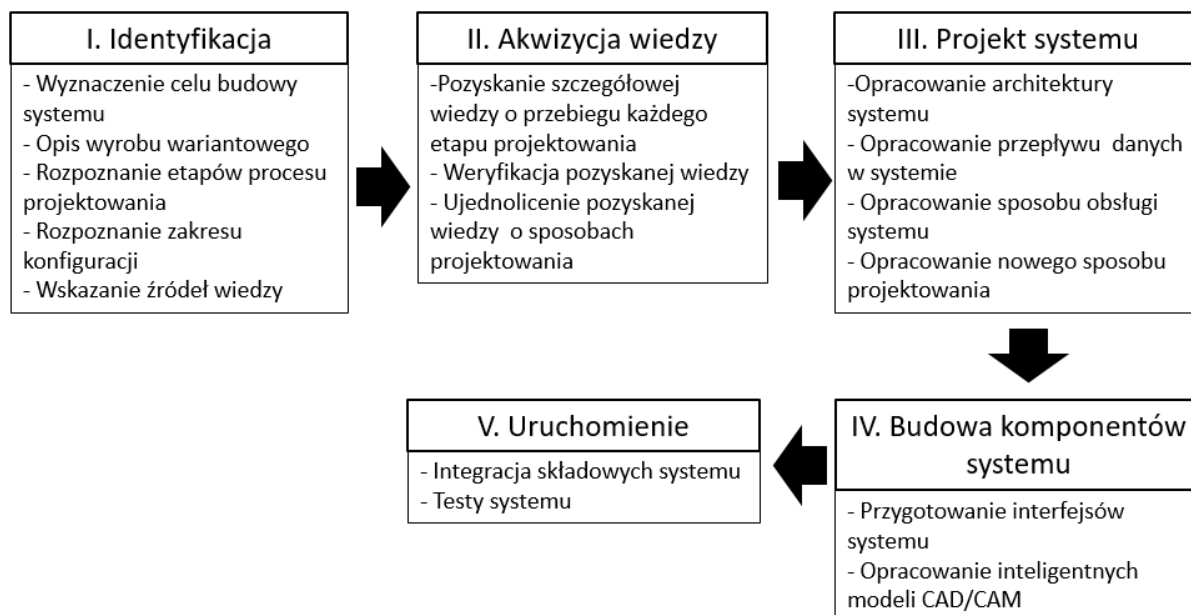 I. Identyfikacja
- Wyznaczenie celu budowy
systemu
- Opis wyrobu wariantowego
- Rozpoznanie etapów procesu
projektowania
- Rozpoznanie zakresu
konfiguracji
- Wskazanie źródeł wiedzy
II. Akwizycja wiedzy
-Pozyskanie szczegółowej
wiedzy o przebiegu każdego
etapu projektowania
- Weryfikacja pozyskanej wiedzy
- Ujednolicenie pozyskanej
wiedzy o sposobach
projektowania
III. Projekt systemu
-Opracowanie architektury
systemu
- Opracowanie przepływu danych
w systemie
- Opracowanie sposobu obsługi
systemu
- Opracowanie nowego sposobu
projektowania
IV. Budowa komponentów
systemu
- Przygotowanie interfejsów
systemu
- Opracowanie inteligentnych
modeli CAD/CAM
V. Uruchomienie
- Integracja składowych systemu
- Testy systemu